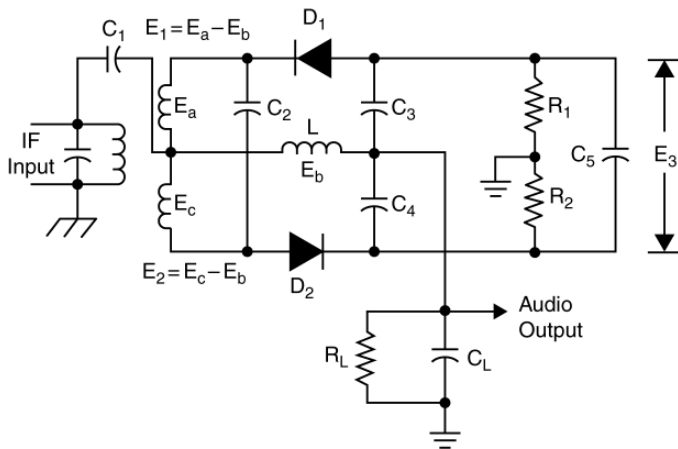 C1
E1=Ea−Eb
D1
IF
Input
Ea
C2
L
Eb
C3
R1
C5
E3
Ec
C4
R2
E2=Ec−Eb
D2
Audio
Output
RL
CL